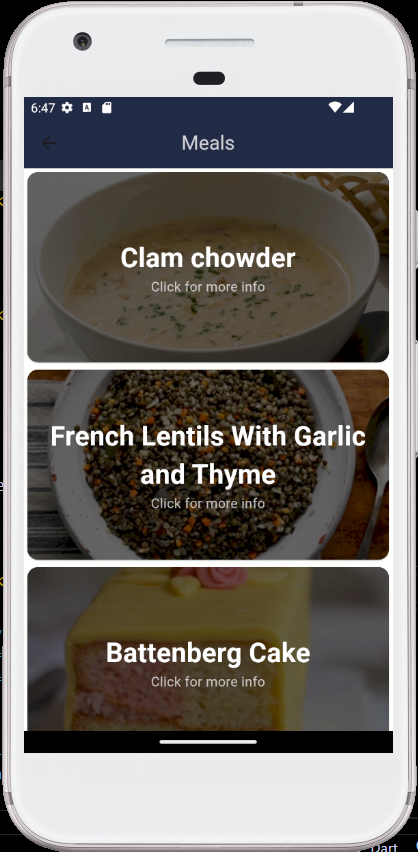 6:47
Meals
Clam chowder
Click for more info
French Lentils With Garlic
and Thyme
Click for more info
Battenberg Cake
Click for more info
Dart